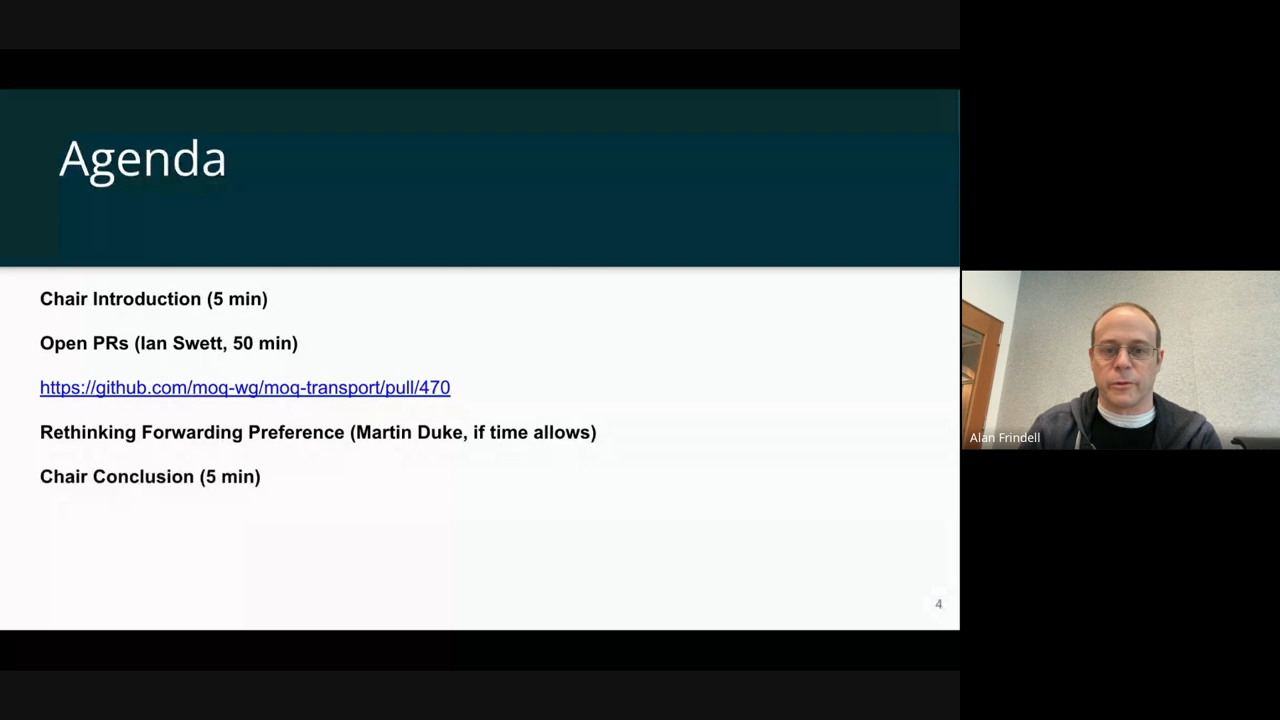 Agenda
Chair Introduction (5 min)
Open PRs (Ian Swett, 50 min)
https://github.com/moq-wg/moq-transport/pull/470
Rethinking Forwarding Preference (Martin Duke, if time allows)
Chair Conclusion (5 min)
4
Alan Frindell